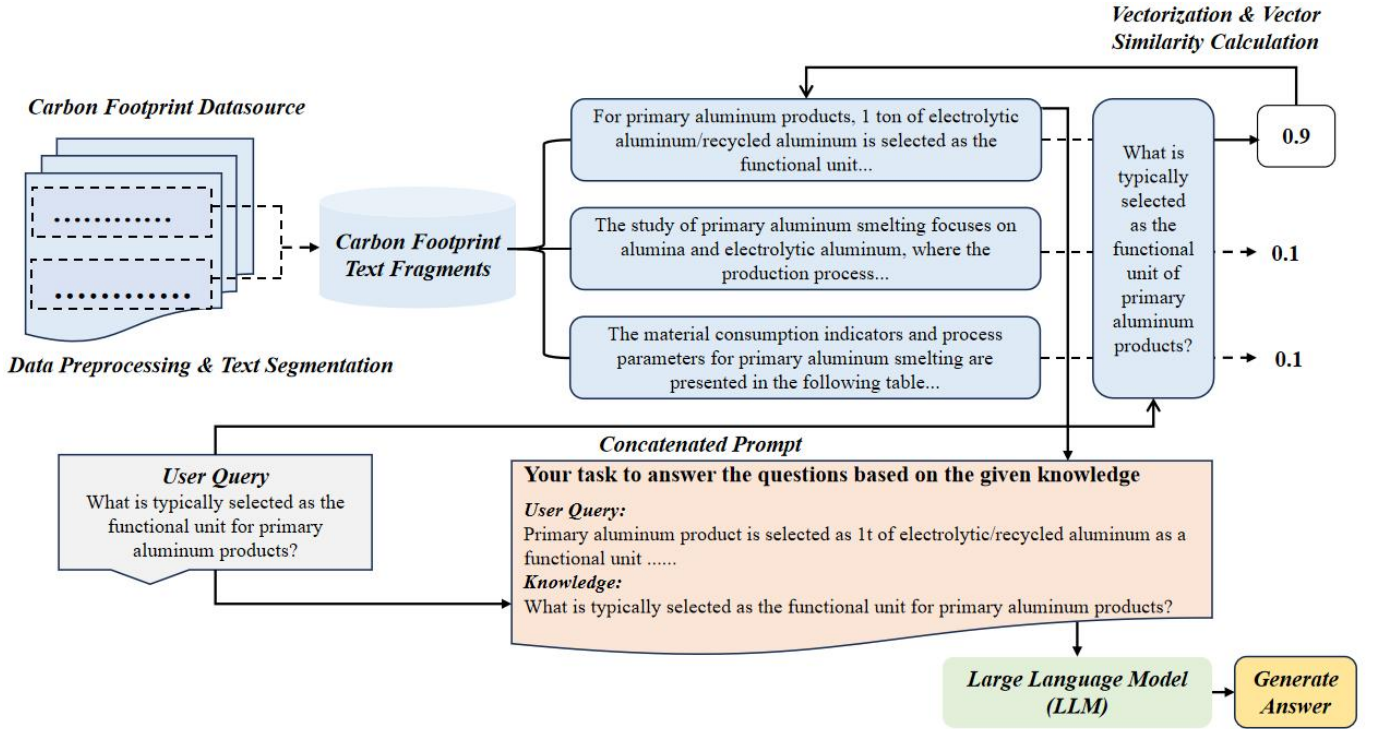 Vectorization & Vector
Similarity Calculation
Carbon Footprint Datasource
For primary aluminum products, 1 ton of electrolytic
aluminum/recycled aluminum is selected as the
functional unit...
0.9
What is
typically
selected
as the
functional
unit of
primary
aluminum
products?
Carbon Footprint
Text Fragments
The study of primary aluminum smelting focuses on
alumina and electrolytic aluminum, where the
production process...
0.1
The material consumption indicators and process
parameters for primary aluminum smelting are
presented in the following table...
0.1
Data Preprocessing & Text Segmentation
User Query
What is typically selected as the
functional unit for primary
aluminum products?
Concatenated Prompt
Your task to answer the questions based on the given knowledge
User Query:
Primary aluminum product is selected as 1t of electrolytic/recycled aluminum as a
functional unit ......
Knowledge:
What is typically selected as the functional unit for primary aluminum products?
Large Language Model
(LLM)
Generate
Answer